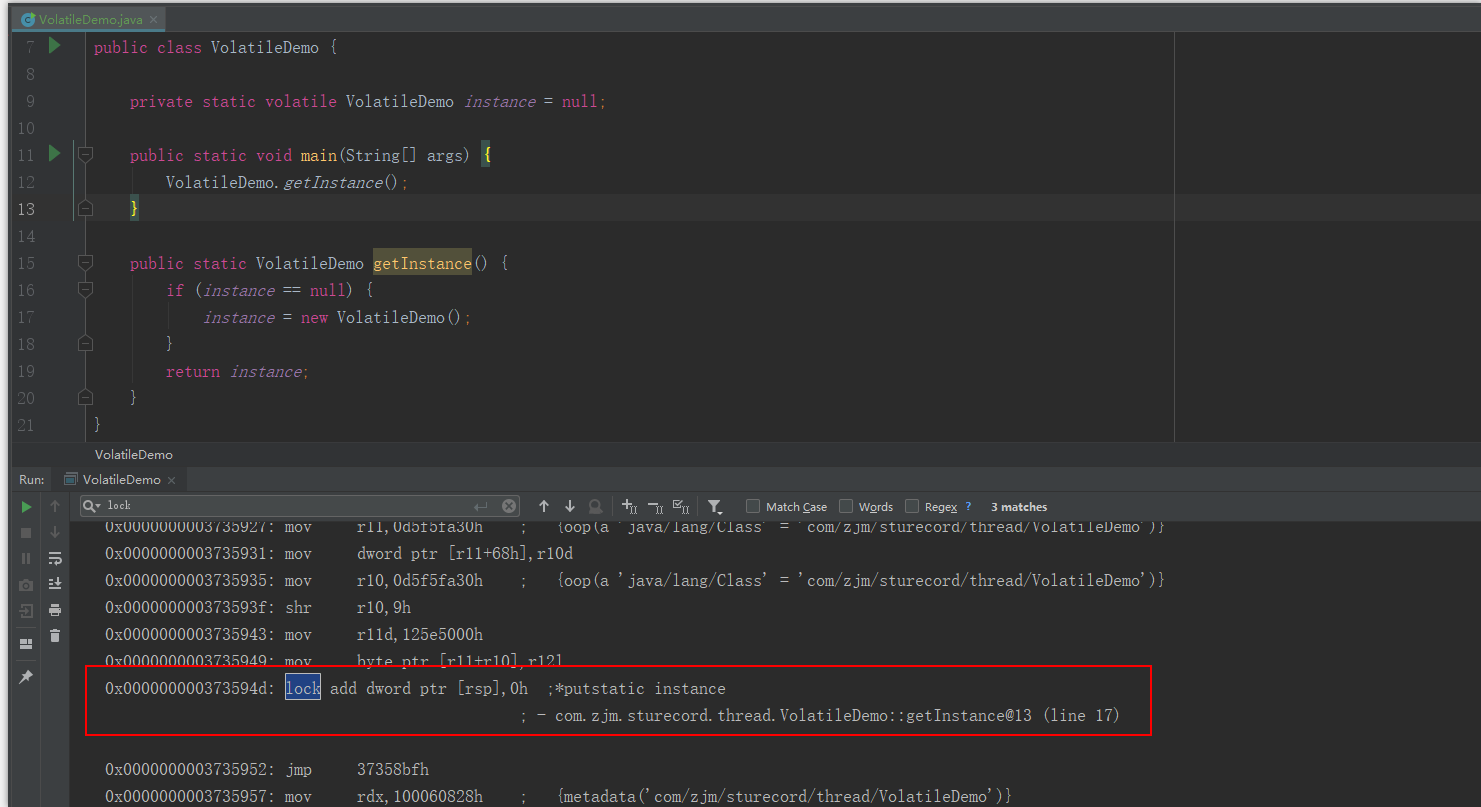 VolatileDemo.java
7 public class VolatileDemo {
8
9 private static volatile VolatileDemo instance = null;
10
11 public static void main(String[] args) {
12 VolatileDemo.getInstance();
13 }
14
15 public static VolatileDemo getInstance() {
16 if (instance == null) {
17 instance = new VolatileDemo();
18 }
19 return instance;
20 }
21 }
VolatileDemo
Run: VolatileDemo
lock Match Case Words Regex ? 3 matches
0x0000000003735927: mov r11,0d5f5fa30h ; {oop(a 'java/lang/Class' = 'com/zjm/sturecord/thread/VolatileDemo')}
0x0000000003735931: mov dword ptr [r11+68h],r10d
0x0000000003735935: mov r10,0d5f5fa30h ; {oop(a 'java/lang/Class' = 'com/zjm/sturecord/thread/VolatileDemo')}
0x000000000373593f: shr r10,9h
0x0000000003735943: mov r11d,125e5000h
0x0000000003735949: mov byte ptr [r11+r10],r12l
0x000000000373594d: lock add dword ptr [rsp],0h ;*putstatic instance
; - com.zjm.sturecord.thread.VolatileDemo::getInstance@13 (line 17)
0x0000000003735952: jmp 37358bfh
0x0000000003735957: mov rdx,100060828h ; {metadata('com/zjm/sturecord/thread/VolatileDemo')}